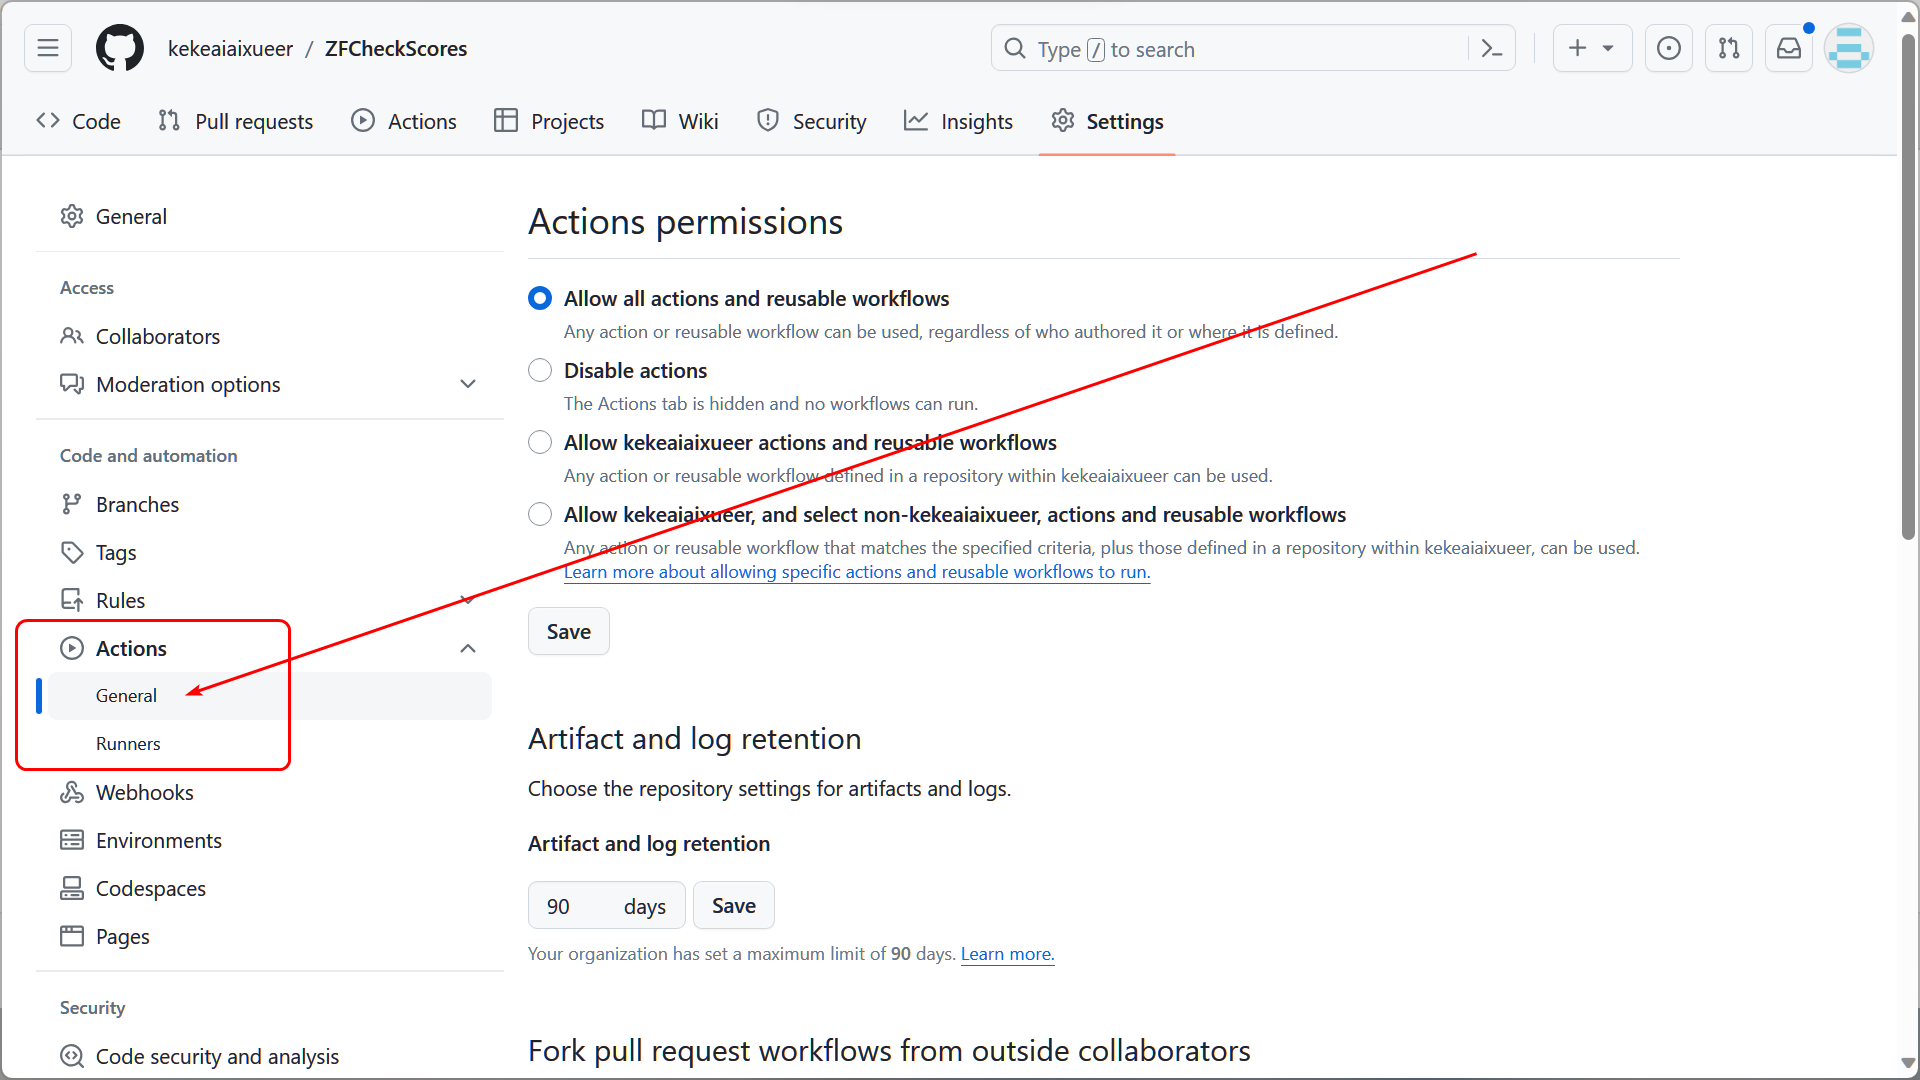 kekeaiaixueer / ZFCheckScores
Type / to search
Code
Pull requests
Actions
Projects
Wiki
Security
Insights
Settings
General
Access
Collaborators
Moderation options
Code and automation
Branches
Tags
Rules
Actions
General
Runners
Webhooks
Environments
Codespaces
Pages
Security
Code security and analysis
Actions permissions
Allow all actions and reusable workflows
Any action or reusable workflow can be used, regardless of who authored it or where it is defined.
Disable actions
The Actions tab is hidden and no workflows can run.
Allow kekeaiaixueer actions and reusable workflows
Any action or reusable workflow defined in a repository within kekeaiaixueer can be used.
Allow kekeaiaixueer, and select non-kekeaiaixueer, actions and reusable workflows
Any action or reusable workflow that matches the specified criteria, plus those defined in a repository within kekeaiaixueer, can be used.
Learn more about allowing specific actions and reusable workflows to run.
Save
Artifact and log retention
Choose the repository settings for artifacts and logs.
Artifact and log retention
90 days Save
Your organization has set a maximum limit of 90 days. Learn more.
Fork pull request workflows from outside collaborators